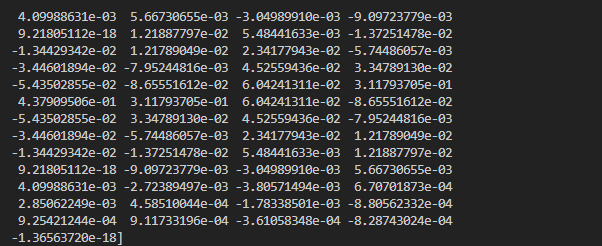 4.09988631e-03 5.66730655e-03 -3.04989910e-03 -9.09723779e-03
9.21805112e-18 1.21887797e-02 5.48441633e-03 -1.37251478e-02
-1.34429342e-02 1.21789049e-02 2.34177943e-02 -5.74486057e-03
-3.44601894e-02 -7.95244816e-03 4.52559436e-02 3.34789130e-02
-5.43502855e-02 -8.65551612e-02 6.04241311e-02 3.11793705e-01
4.37909506e-01 3.11793705e-01 6.04241311e-02 -8.65551612e-02
-5.43502855e-02 3.34789130e-02 4.52559436e-02 -7.95244816e-03
-3.44601894e-02 -5.74486057e-03 2.34177943e-02 1.21789049e-02
-1.34429342e-02 -1.37251478e-02 5.48441633e-03 1.21887797e-02
9.21805112e-18 -9.09723779e-03 -3.04989910e-03 5.66730655e-03
4.09988631e-03 -2.72389497e-03 -3.80571494e-03 6.70701873e-04
2.85062249e-03 4.58510044e-04 -1.78338501e-03 -8.80562332e-04
9.25421244e-04 9.11733196e-04 -3.61058348e-04 -8.28743024e-04
-1.36563720e-18]